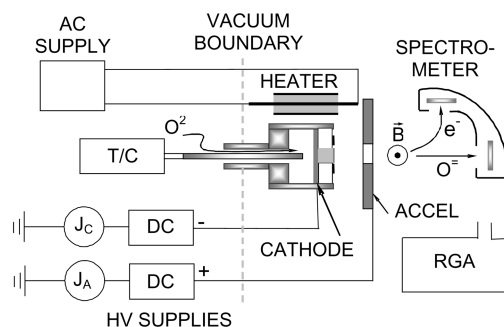 AC
SUPPLY
VACUUM
BOUNDARY
SPECTRO-
METER
HEATER
O²
T/C
B
e-
O=
J_C
DC
-
ACCEL
CATHODE
J_A
DC
+
RGA
HV SUPPLIES